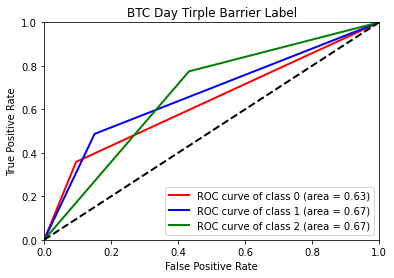 BTC Day Tirple Barrier Label
1.0
0.8
0.6
0.4
0.2
0.0
True Positive Rate
ROC curve of class 0 (area = 0.63)
ROC curve of class 1 (area = 0.67)
ROC curve of class 2 (area = 0.67)
0.0 0.2 0.4 0.6 0.8 1.0
False Positive Rate